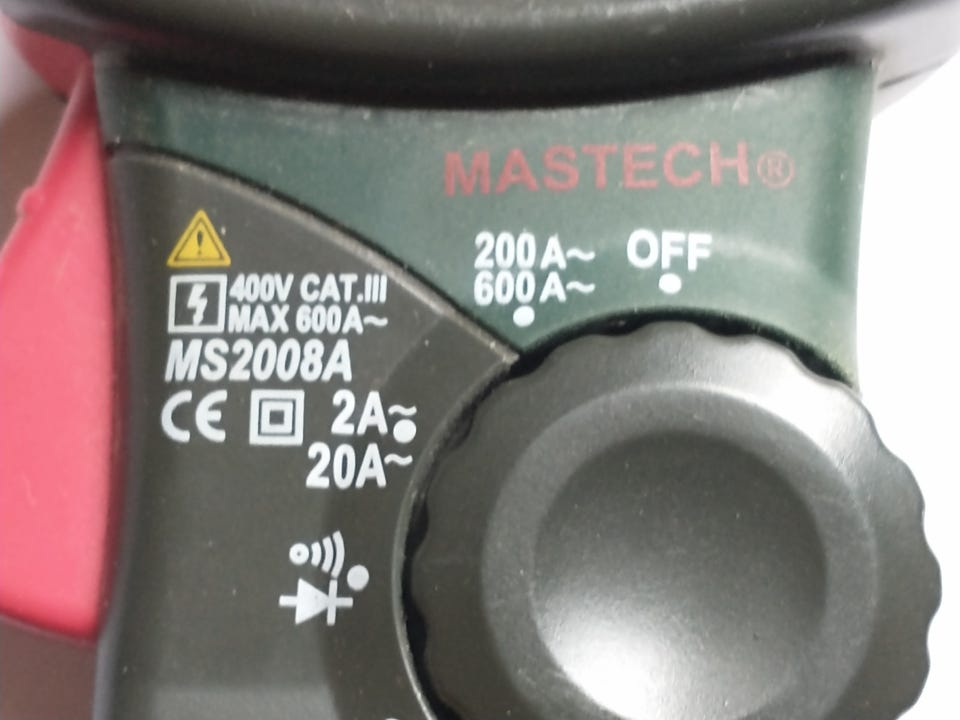 MASTECH®
200A~ OFF
600A~
400V CAT.III
MAX 600A~
MS2008A
CE 2A~
20A~